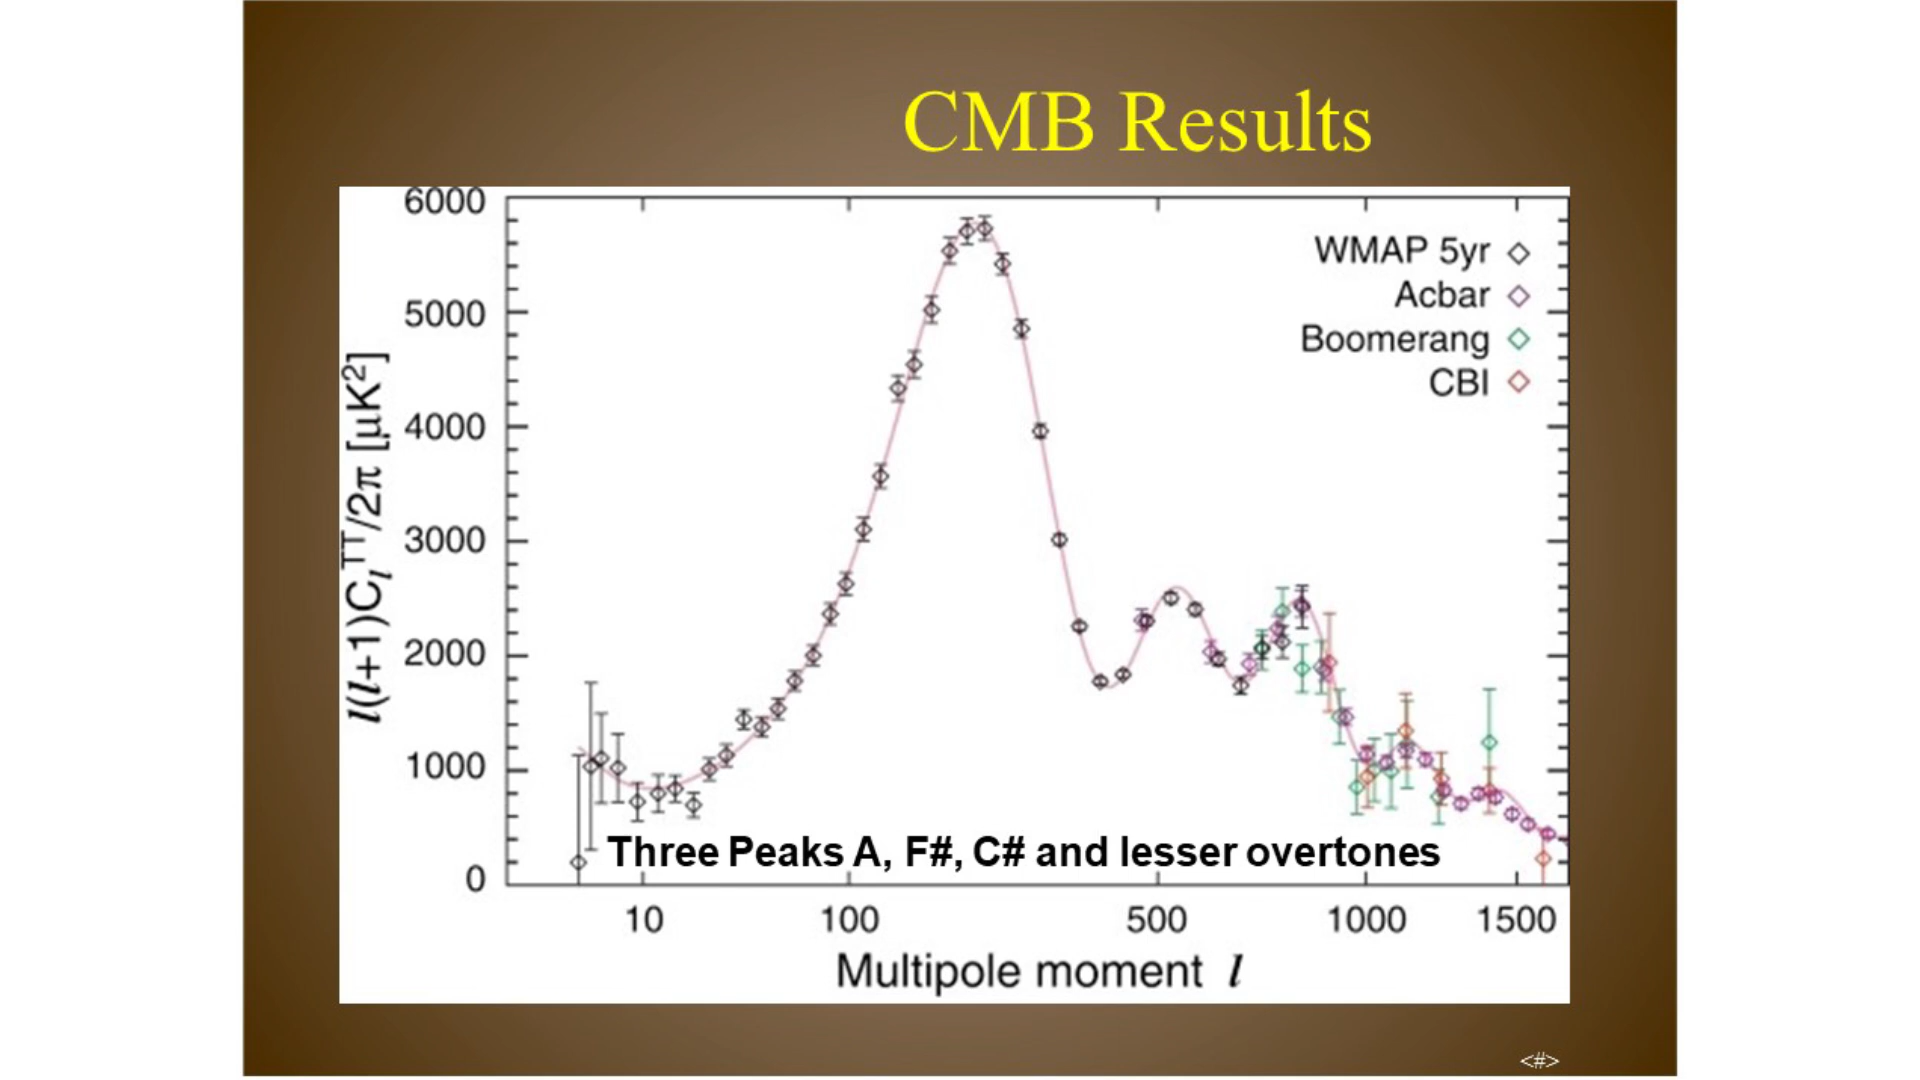 CMB Results
6000
5000
4000
3000
2000
1000
0
l(l+1)C_l^TT/2π [μK²]
WMAP 5yr
Acbar
Boomerang
CBI
Three Peaks A, F#, C# and lesser overtones
10 100 500 1000 1500
Multipole moment l
<#>